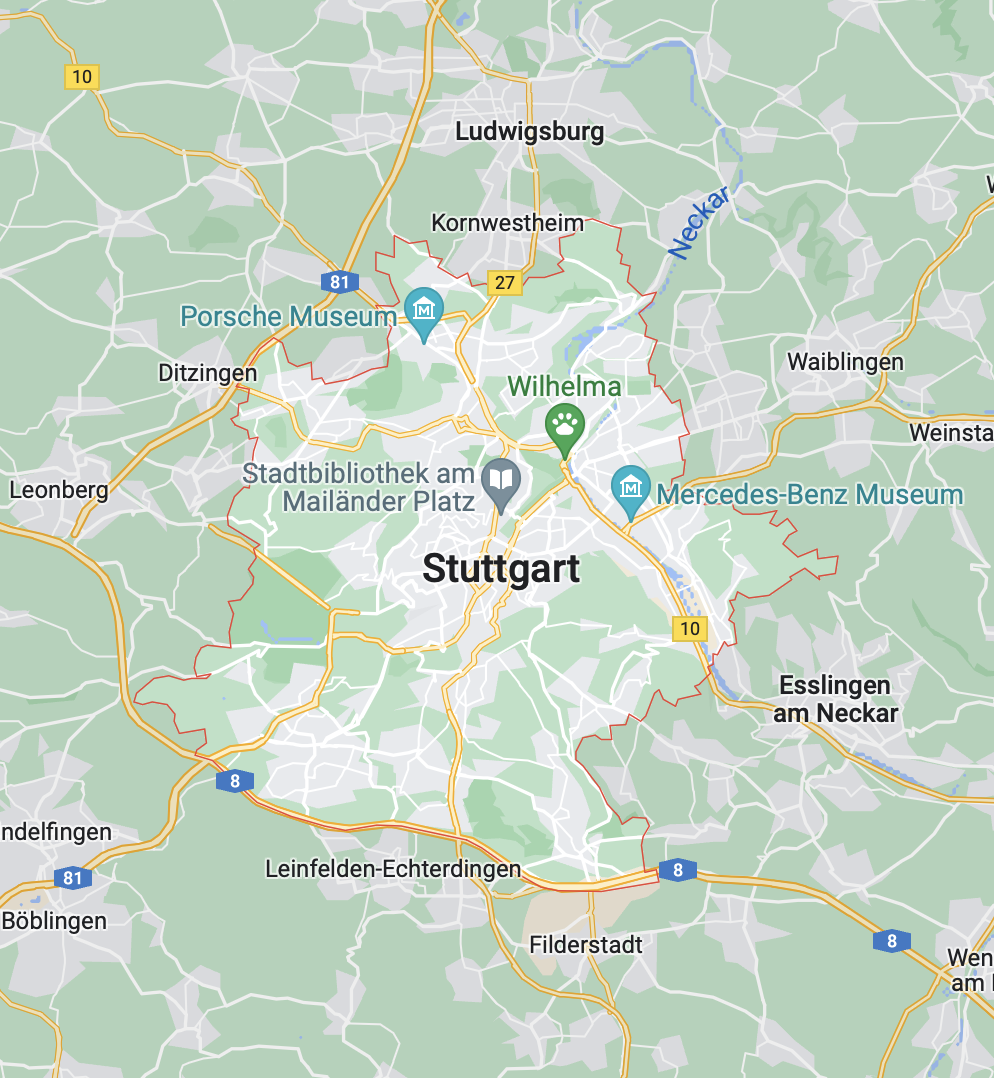 10
Ludwigsburg
Neckar
Kornwestheim
81
27
Porsche Museum
Waiblingen
Ditzingen
Wilhelma
Weinsta
Stadtbibliothek am
Mailänder Platz
Leonberg
Mercedes-Benz Museum
Stuttgart
10
Esslingen
am Neckar
8
ndelfingen
Leinfelden-Echterdingen
8
81
Böblingen
Filderstadt
8
Wen
am